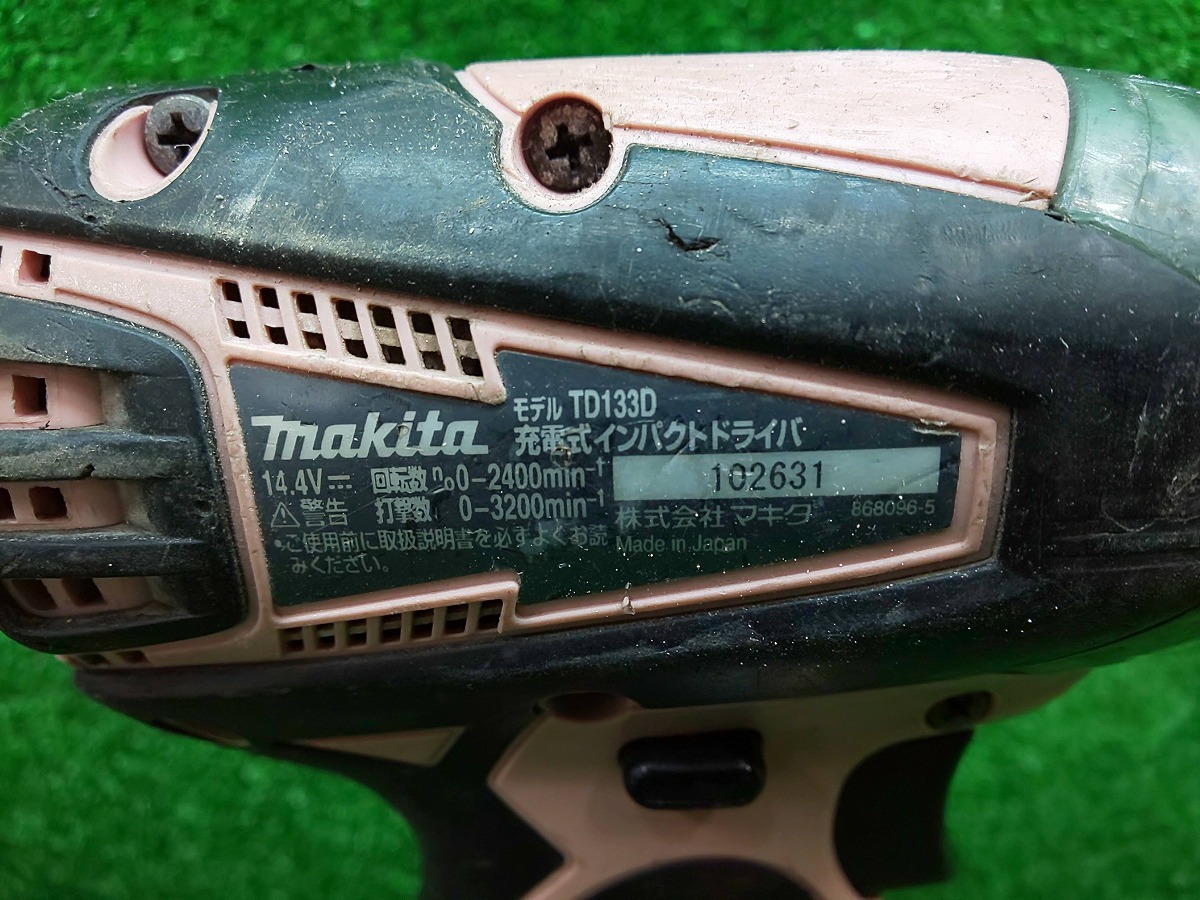 makita
モデル TD133D
充電式インパクトドライバ
14.4V⎓ 回転数 n₀0-2400min⁻¹
⚠警告 打撃数 0-3200min⁻¹
•ご使用前に取扱説明書を必ずよくお読
みください。
102631
株式会社 マキタ 868096-5
Made in Japan